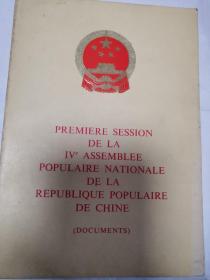 PREMIERE SESSION
DE LA
IVe ASSEMBLEE
POPULAIRE NATIONALE
DE LA
REPUBLIQUE POPULAIRE
DE CHINE
(DOCUMENTS)